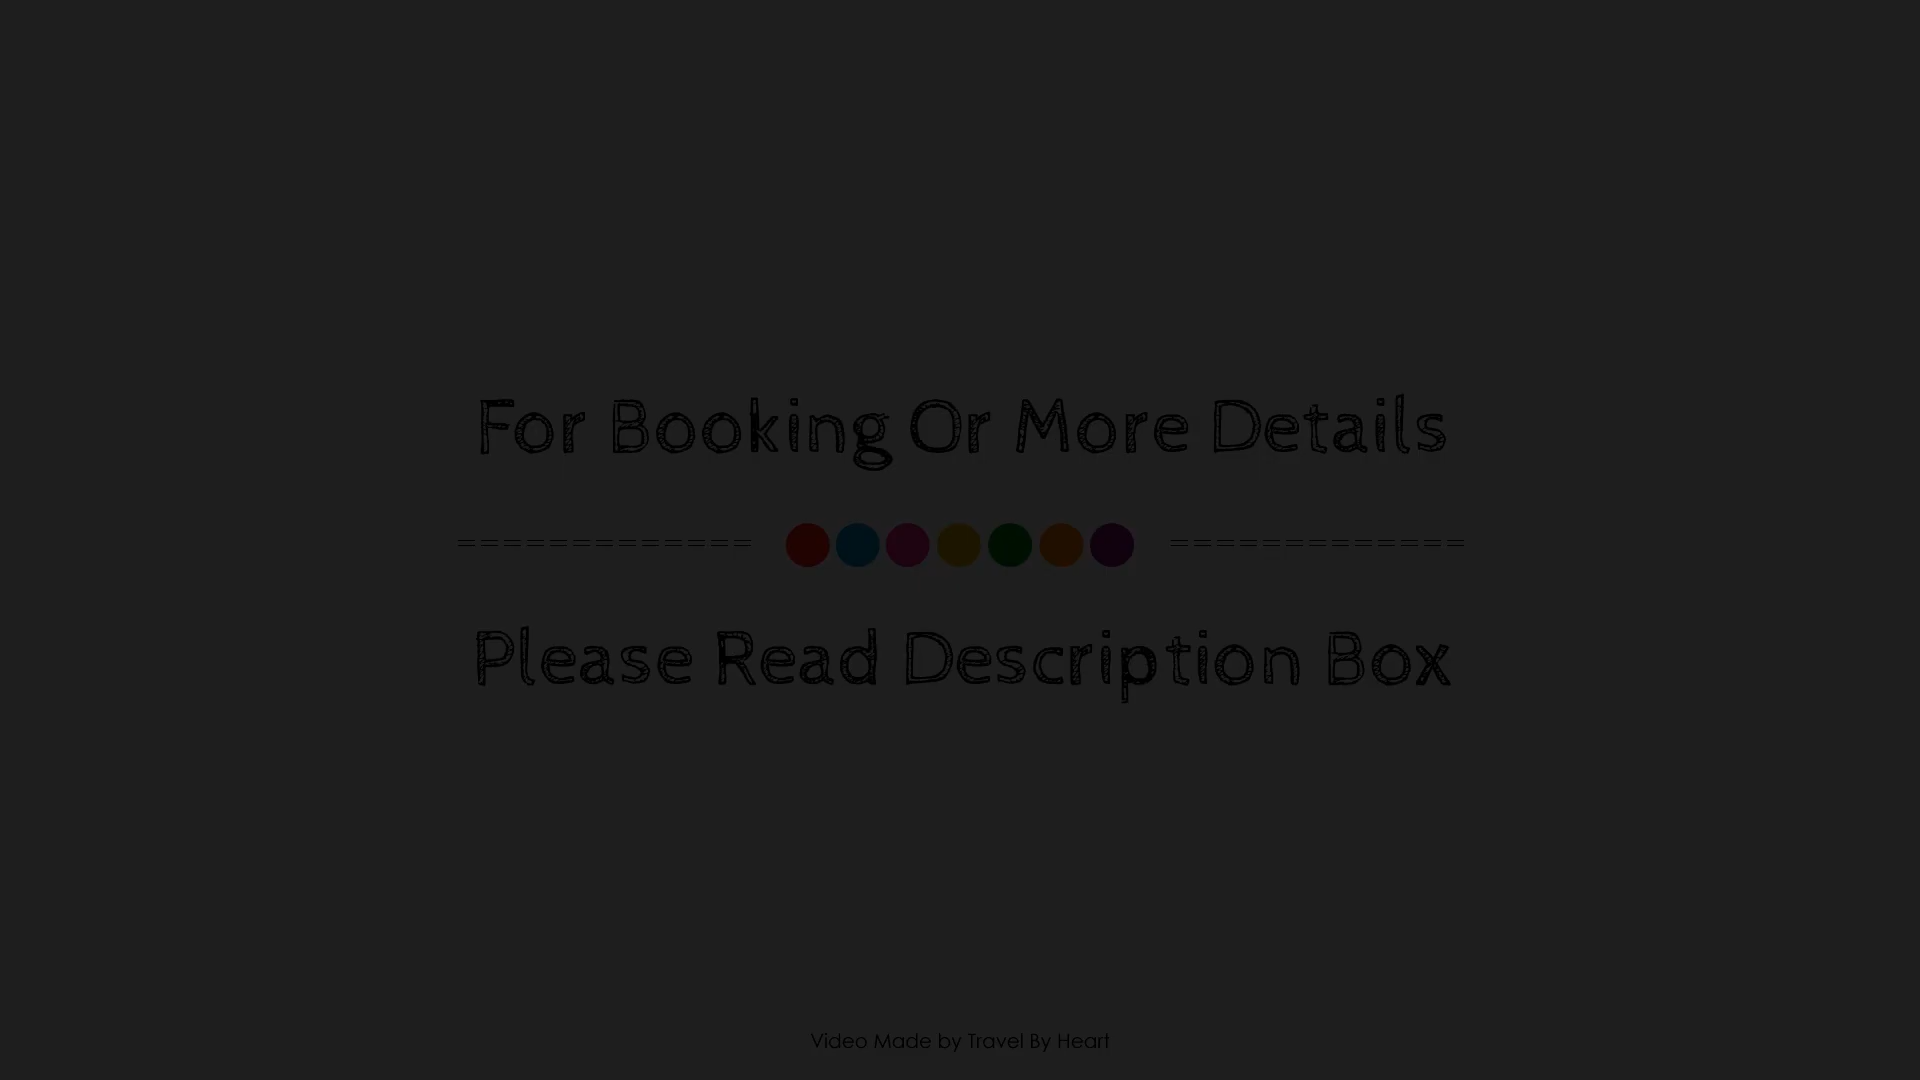 For Booking Or More Details
============= =============
Please Read Description Box
Video Made by Travel By Heart